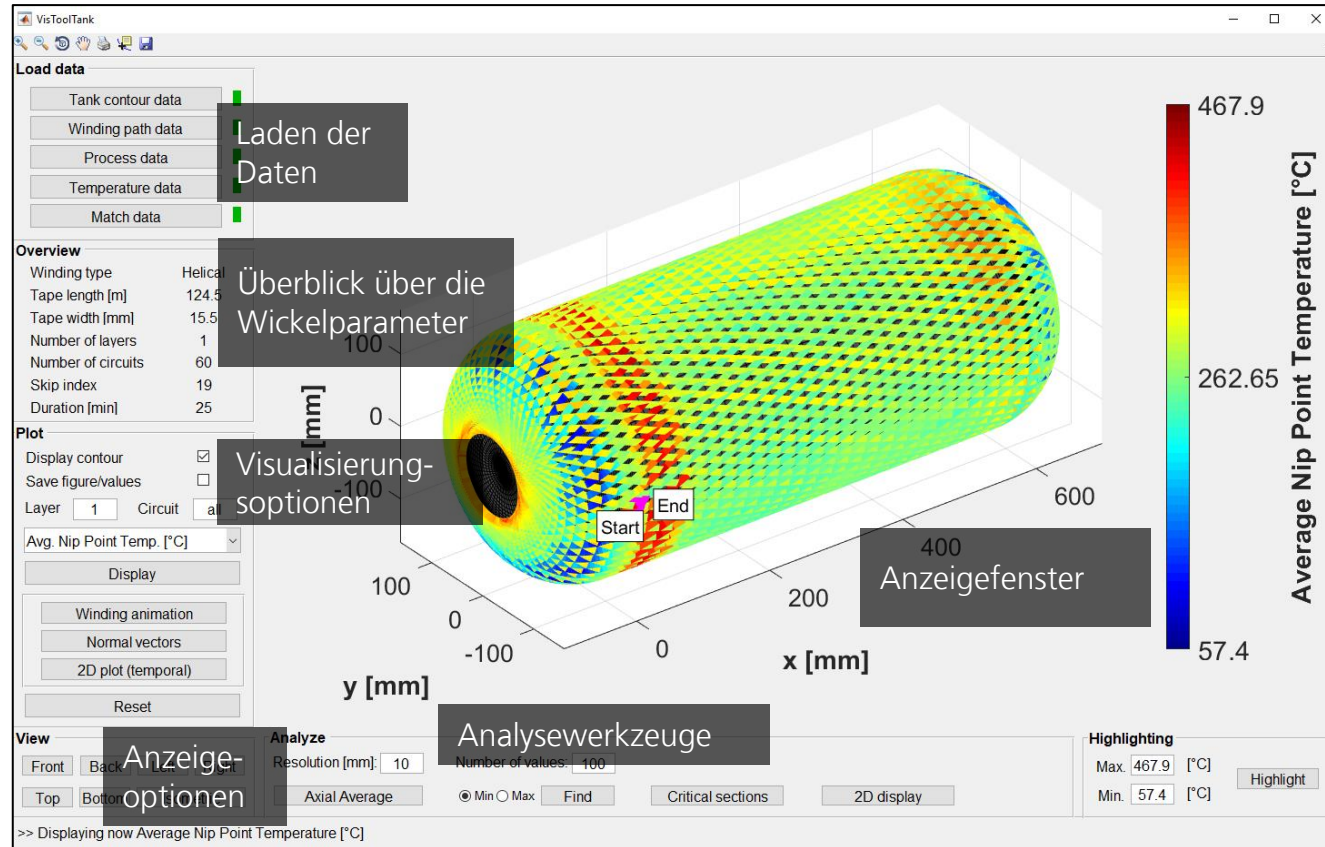 VisToolTank
Load data
Tank contour data
Winding path data
Process data
Temperature data
Match data
Laden der
Daten
Overview
Winding type Helical
Tape length [m] 124.5
Tape width [mm] 15.5
Number of layers 1
Number of circuits 60
Skip index 19
Duration [min] 25
Überblick über die
Wickelparameter
Plot
Display contour
Save figure/values
Layer 1 Circuit all
Avg. Nip Point Temp. [°C]
Display
Winding animation
Normal vectors
2D plot (temporal)
Reset
Visualisierung-
soptionen
100
0
-100
[mm]
Start
End
100
0
-100
y [mm]
0
200
400
600
x [mm]
Anzeigefenster
467.9
262.65
57.4
Average Nip Point Temperature [°C]
View
Front Back Left Right
Top Bottom
Anzeige-
optionen
Analyze
Analysewerkzeuge
Resolution [mm]: 10 Number of values: 100
Axial Average Min Max Find Critical sections 2D display
Highlighting
Max. 467.9 [°C]
Min. 57.4 [°C]
Highlight
>> Displaying now Average Nip Point Temperature [°C]